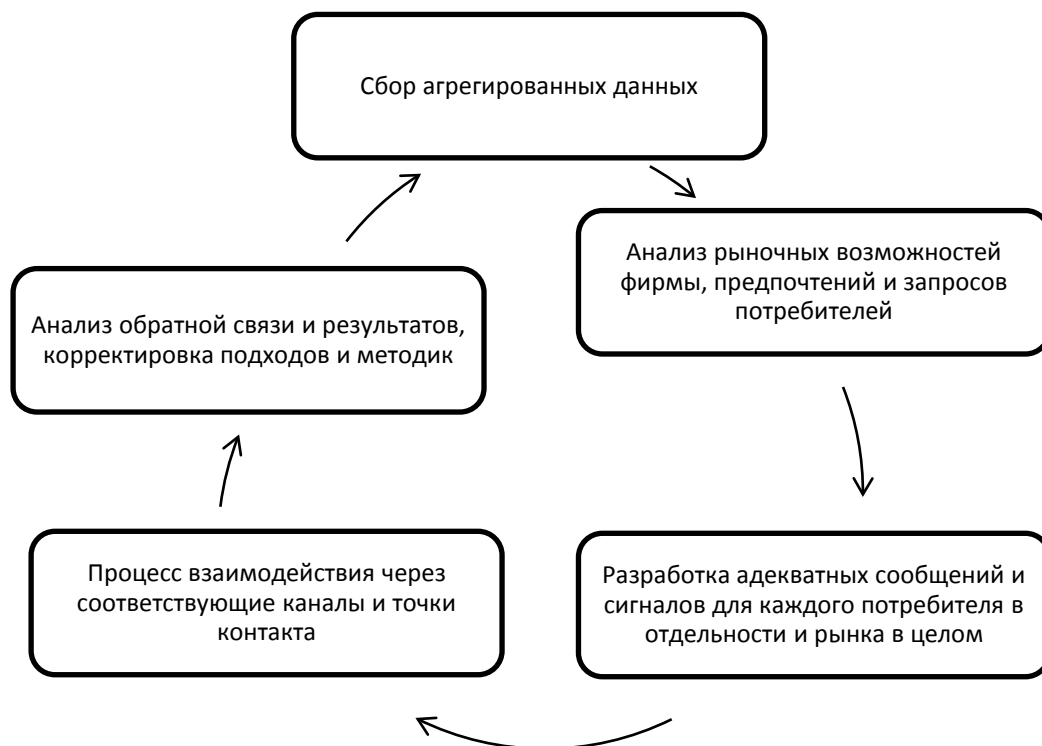 Сбор агрегированных данных
Анализ рыночных возможностей
фирмы, предпочтений и запросов
потребителей
Разработка адекватных сообщений и
сигналов для каждого потребителя в
отдельности и рынка в целом
Процесс взаимодействия через
соответствующие каналы и точки
контакта
Анализ обратной связи и результатов,
корректировка подходов и методик